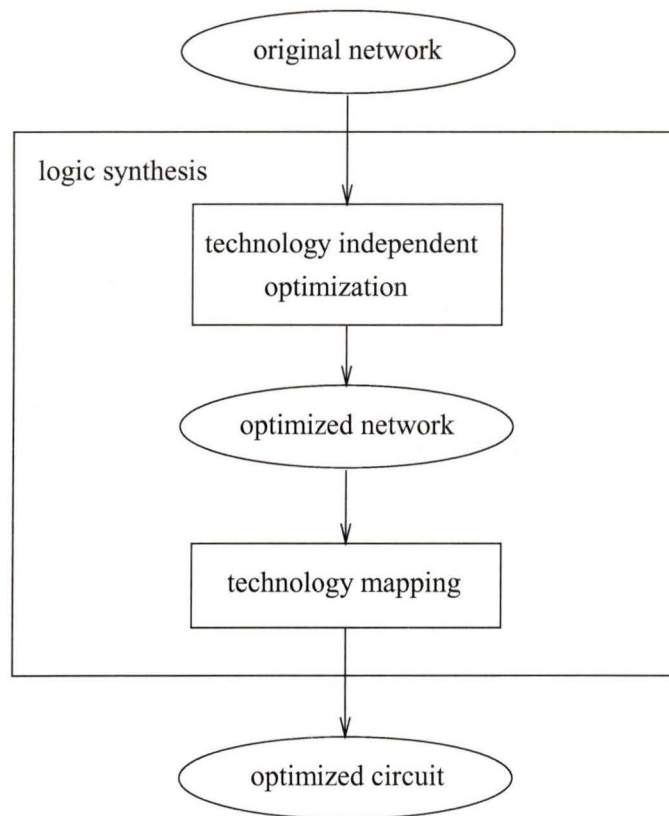 original network
logic synthesis
technology independent
optimization
optimized network
technology mapping
optimized circuit